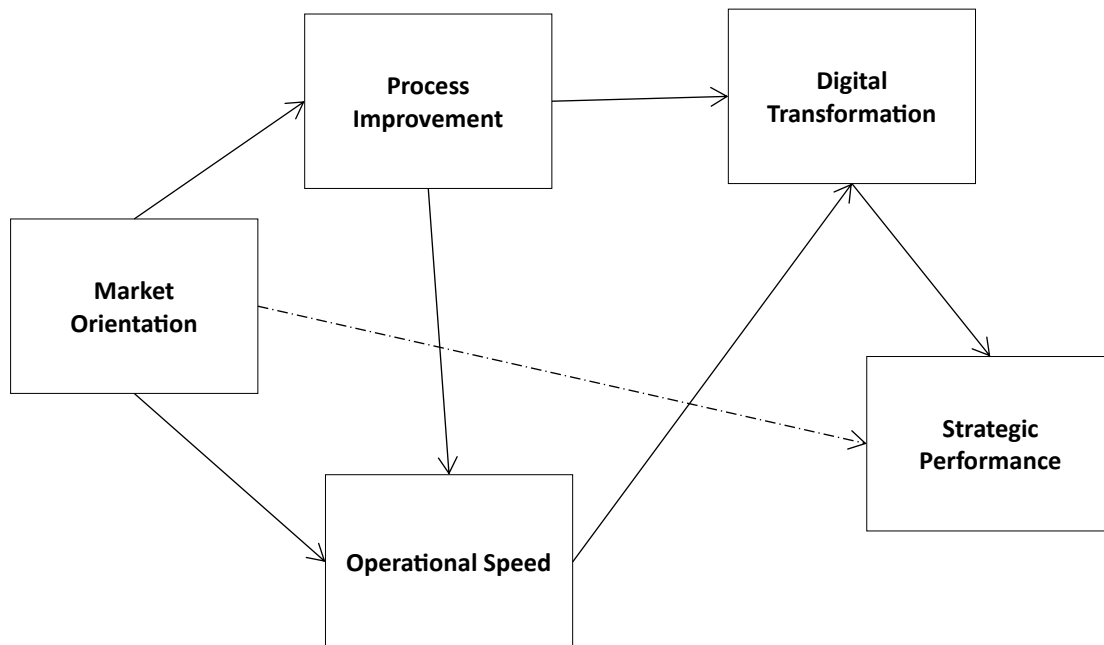 Process
Improvement
Digital
Transformation
Market
Orientation
Strategic
Performance
Operational Speed